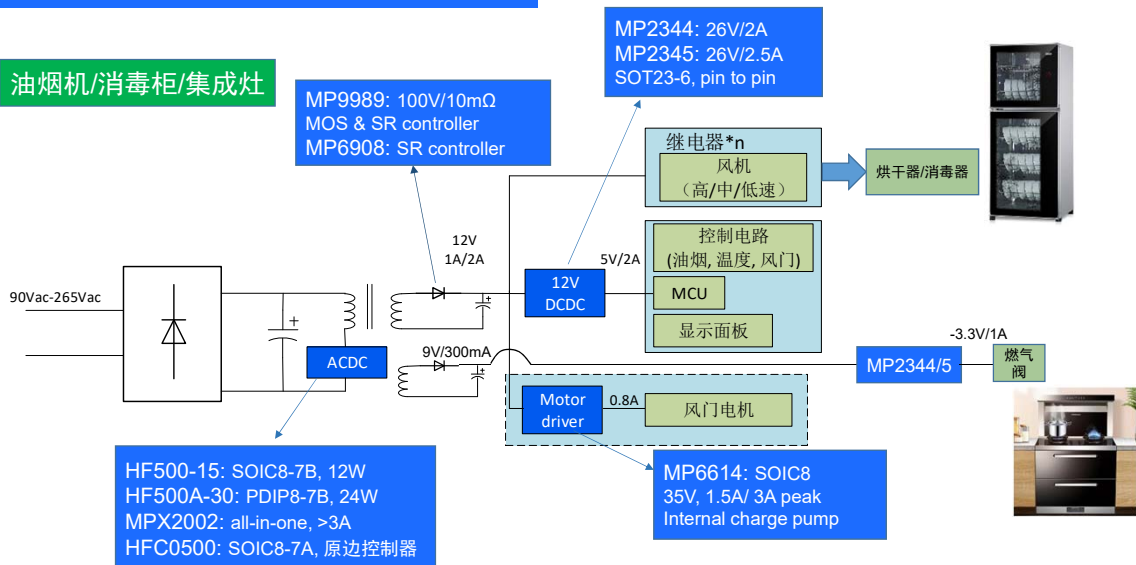 油烟机/消毒柜/集成灶
MP9989: 100V/10mΩ
MOS & SR controller
MP6908: SR controller
MP2344: 26V/2A
MP2345: 26V/2.5A
SOT23-6, pin to pin
继电器*n
风机
（高/中/低速）
烘干器/消毒器
12V
1A/2A
12V
DCDC
5V/2A
控制电路
(油烟, 温度, 风门)
MCU
显示面板
90Vac-265Vac
+
+
ACDC
9V/300mA
+
MP2344/5
-3.3V/1A
燃气
阀
Motor
driver
0.8A
风门电机
HF500-15: SOIC8-7B, 12W
HF500A-30: PDIP8-7B, 24W
MPX2002: all-in-one, >3A
HFC0500: SOIC8-7A, 原边控制器
MP6614: SOIC8
35V, 1.5A/ 3A peak
Internal charge pump